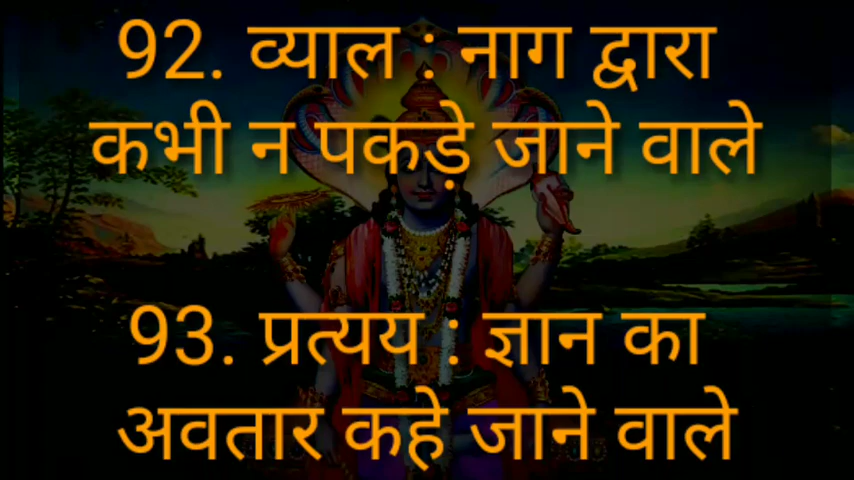 92. व्याल : नाग द्वारा
कभी न पकड़े जाने वाले
93. प्रत्यय : ज्ञान का
अवतार कहे जाने वाले